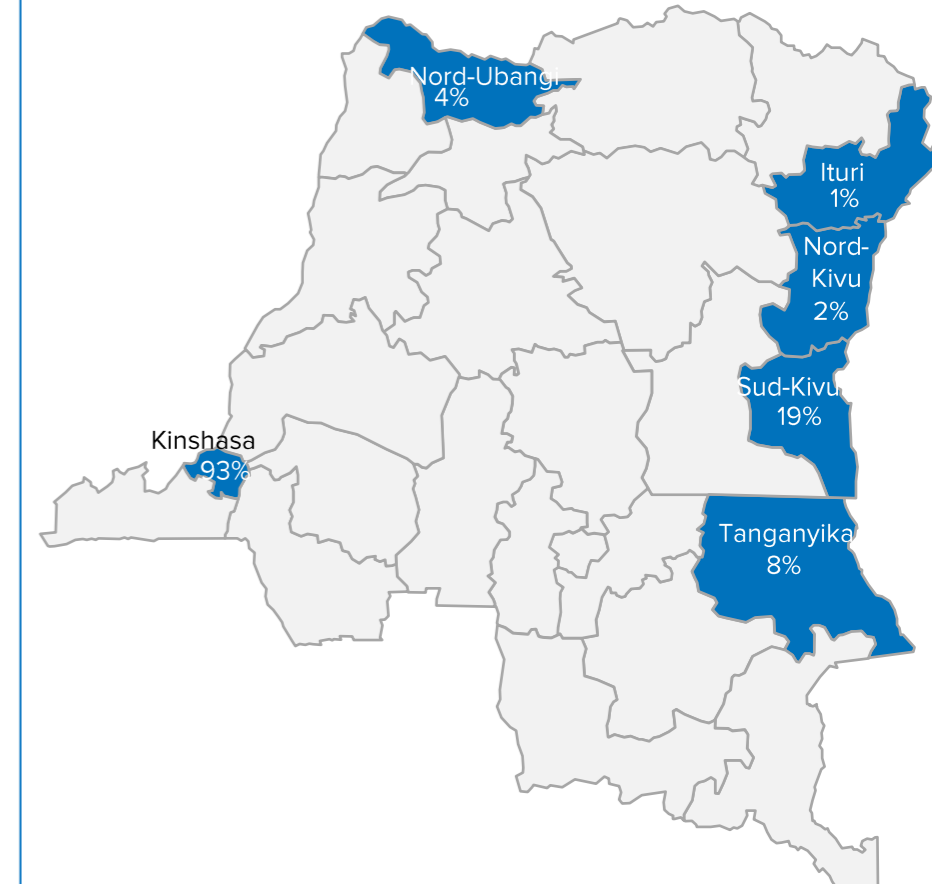 Nord-Ubangi
4%
Ituri
1%
Nord-
Kivu
2%
Sud-Kivu
19%
Kinshasa
93%
Tanganyika
8%